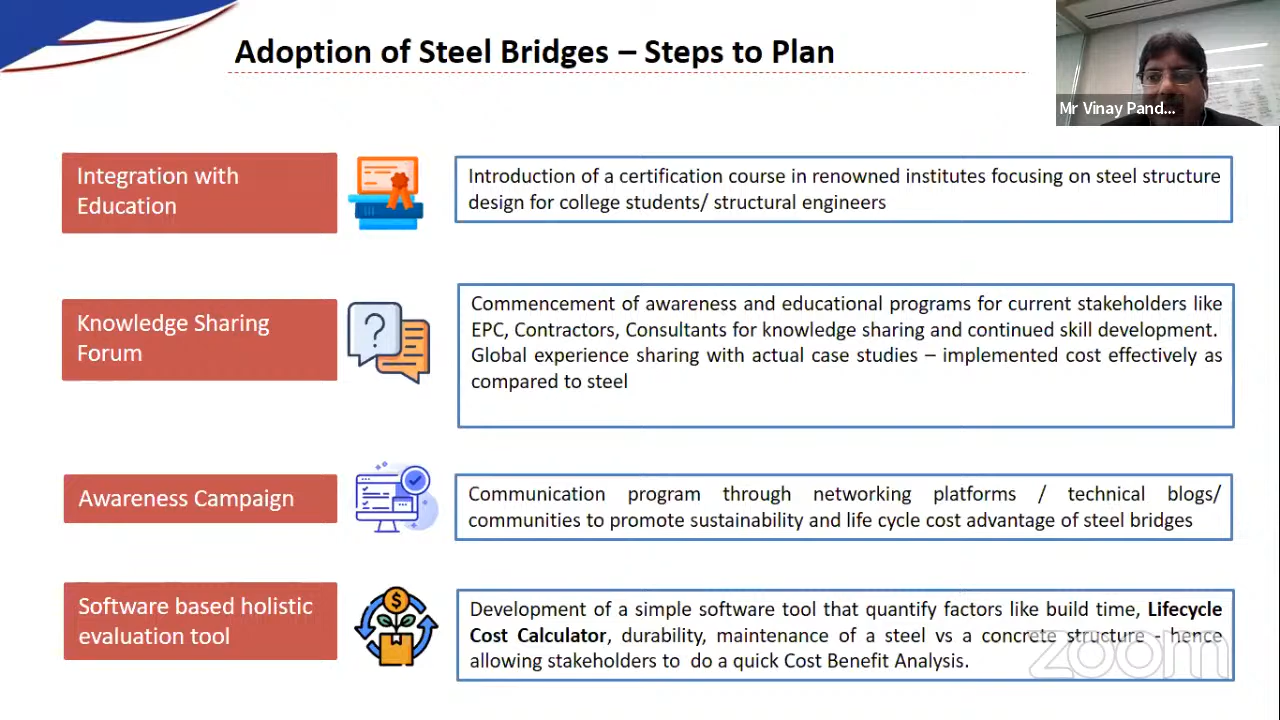 Adoption of Steel Bridges – Steps to Plan
Mr Vinay Pand...
Integration with
Education
Introduction of a certification course in renowned institutes focusing on steel structure
design for college students/ structural engineers
Knowledge Sharing
Forum
Commencement of awareness and educational programs for current stakeholders like
EPC, Contractors, Consultants for knowledge sharing and continued skill development.
Global experience sharing with actual case studies – implemented cost effectively as
compared to steel
Awareness Campaign
Communication program through networking platforms / technical blogs/
communities to promote sustainability and life cycle cost advantage of steel bridges
Software based holistic
evaluation tool
Development of a simple software tool that quantify factors like build time, Lifecycle
Cost Calculator, durability, maintenance of a steel vs a concrete structure - hence
allowing stakeholders to do a quick Cost Benefit Analysis.
zoom